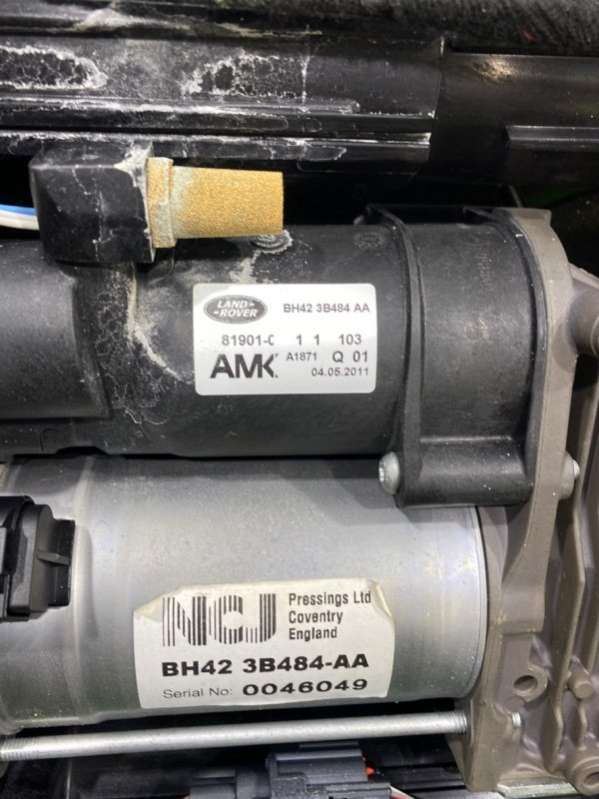 LAND ROVER
BH42 3B484 AA
81901-C 1 1 103
AMK A1871 Q 01
04.05.2011
NCJ Pressings Ltd
Coventry
England
BH42 3B484-AA
Serial No: 0046049